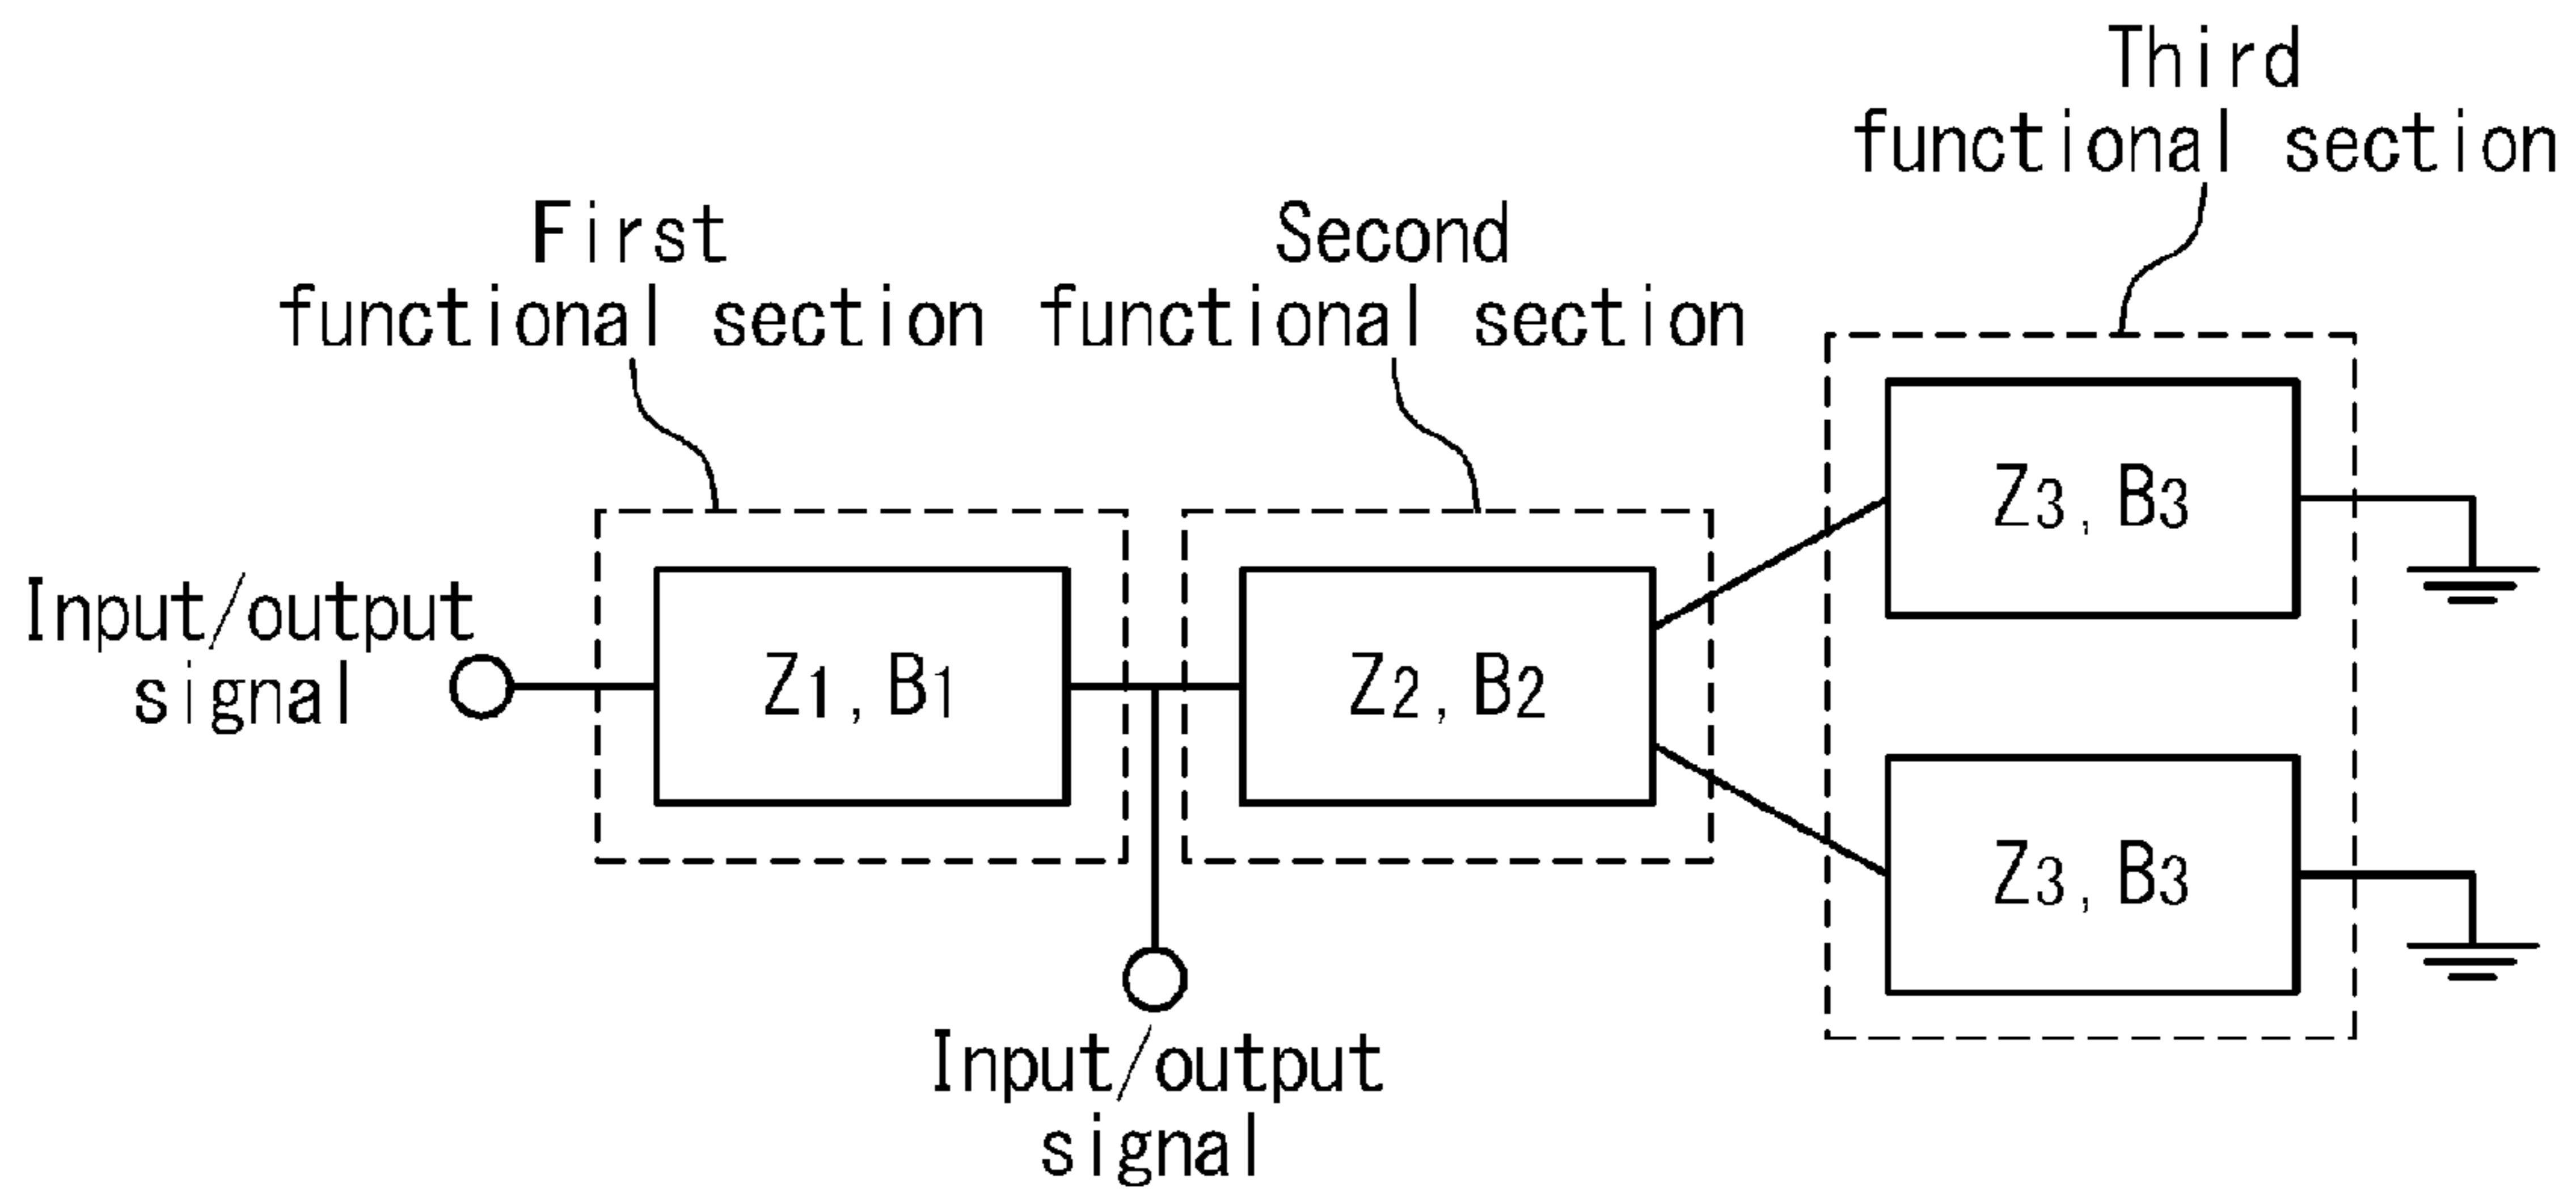 Third
functional section
First
functional section
Second
functional section
Input/output
signal
Z1, B1
Z2, B2
Z3, B3
Z3, B3
Input/output
signal